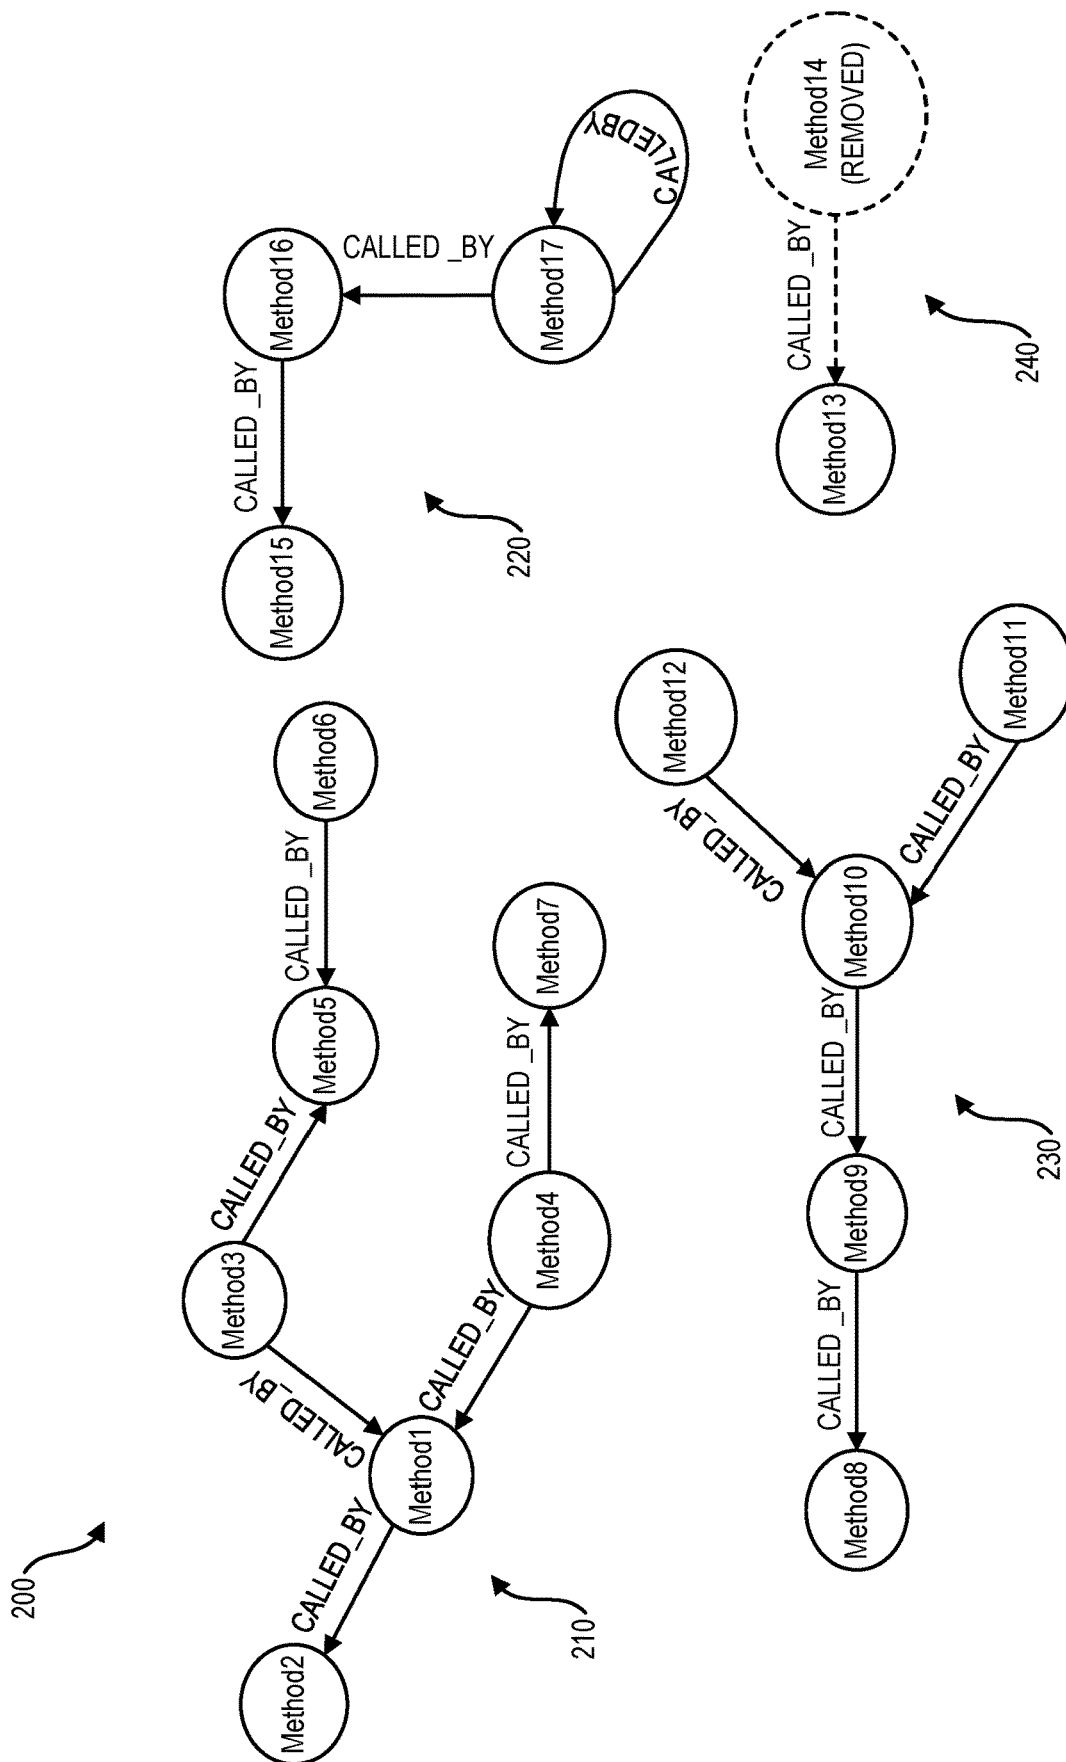 200
Method2
CALLED_BY
Method1
CALLED_BY
Method3
CALLED_BY
Method5
CALLED _BY
Method6
CALLED_BY
Method4
CALLED _BY
Method7
210
Method15
CALLED _BY
Method16
CALLED _BY
Method17
CALLEDBY
220
Method8
CALLED _BY
Method9
CALLED _BY
Method10
CALLED_BY
Method12
CALLED_BY
Method11
230
Method13
CALLED _BY
Method14
(REMOVED)
240